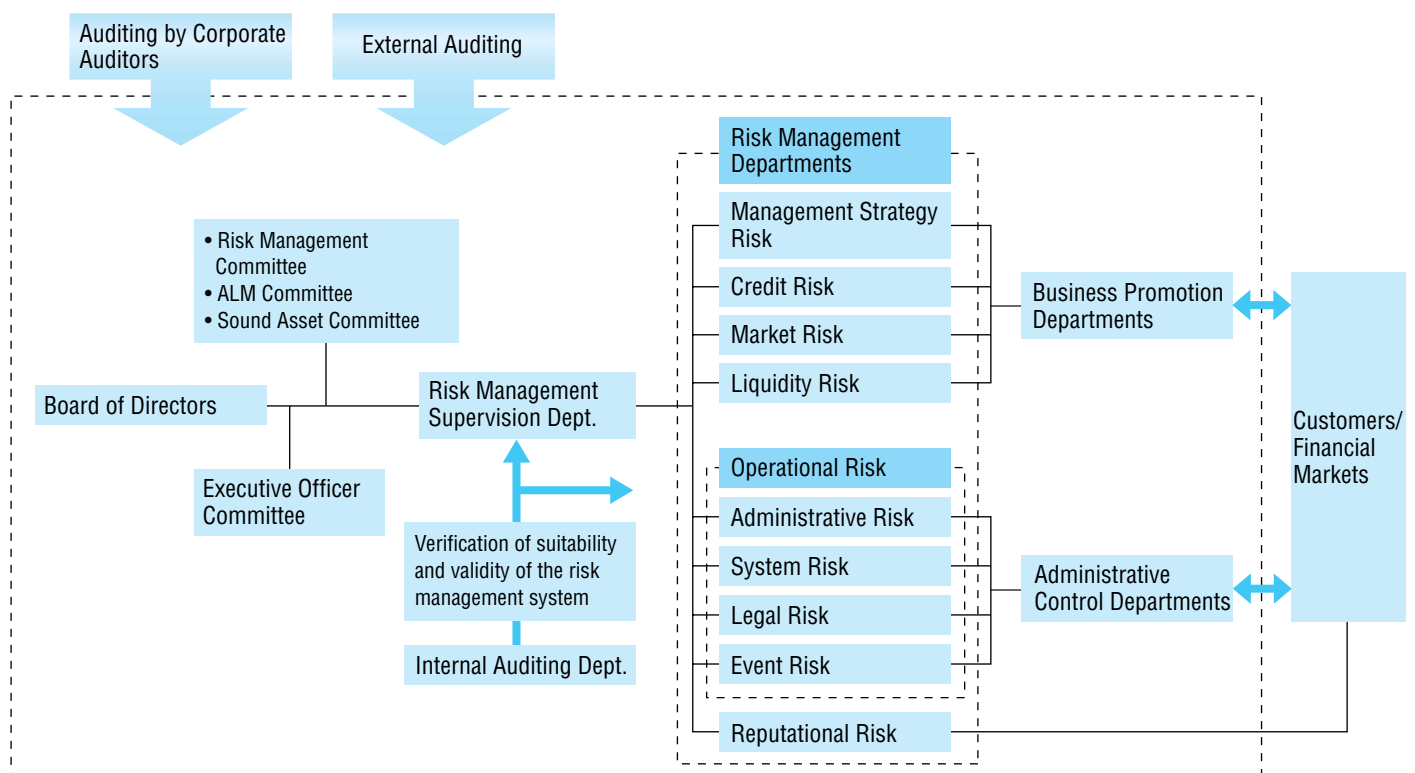 Auditing by Corporate
Auditors
External Auditing
Risk Management
Departments
Management Strategy
Risk
Credit Risk
Market Risk
Liquidity Risk
• Risk Management
Committee
• ALM Committee
• Sound Asset Committee
Board of Directors
Executive Officer
Committee
Risk Management
Supervision Dept.
Verification of suitability
and validity of the risk
management system
Internal Auditing Dept.
Operational Risk
Administrative Risk
System Risk
Legal Risk
Event Risk
Reputational Risk
Business Promotion
Departments
Administrative
Control Departments
Customers/
Financial
Markets